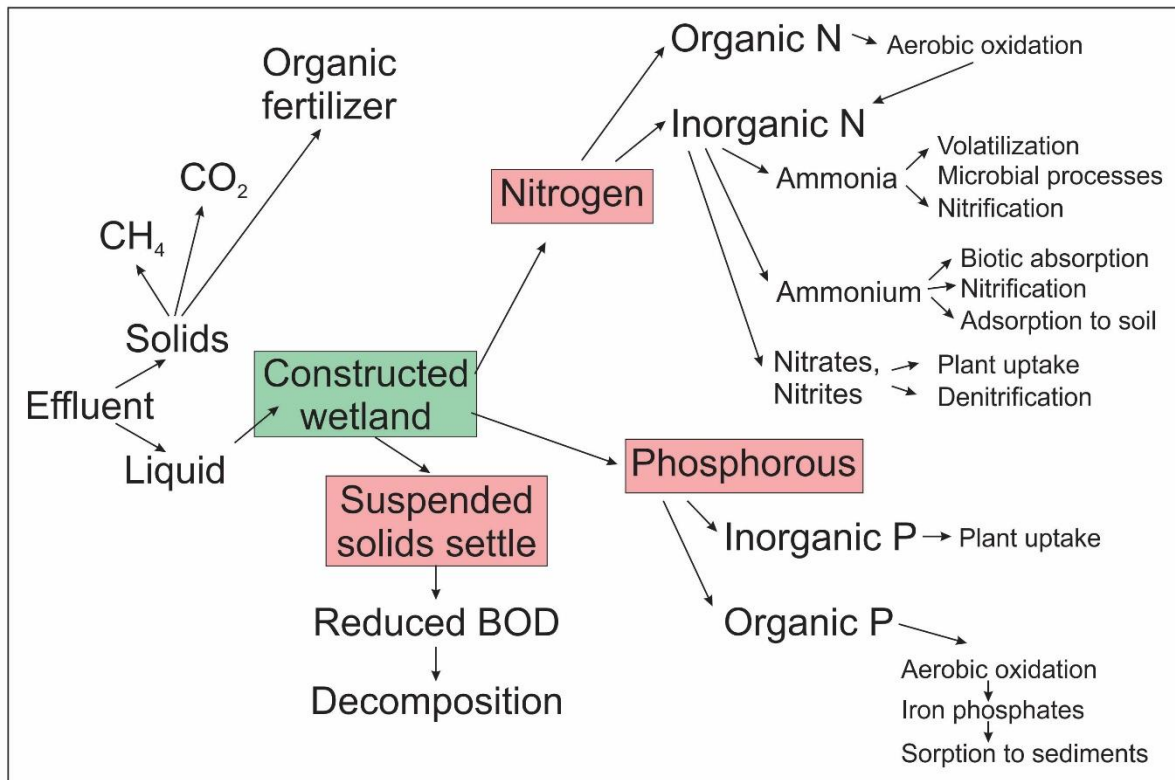 Organic
fertilizer
CO₂
CH₄
Solids
Effluent
Liquid
Constructed
wetland
Suspended
solids settle
Reduced BOD
Decomposition
Nitrogen
Organic N
Aerobic oxidation
Inorganic N
Ammonia
Volatilization
Microbial processes
Nitrification
Ammonium
Biotic absorption
Nitrification
Adsorption to soil
Nitrates,
Nitrites
Plant uptake
Denitrification
Phosphorous
Inorganic P
Plant uptake
Organic P
Aerobic oxidation
Iron phosphates
Sorption to sediments